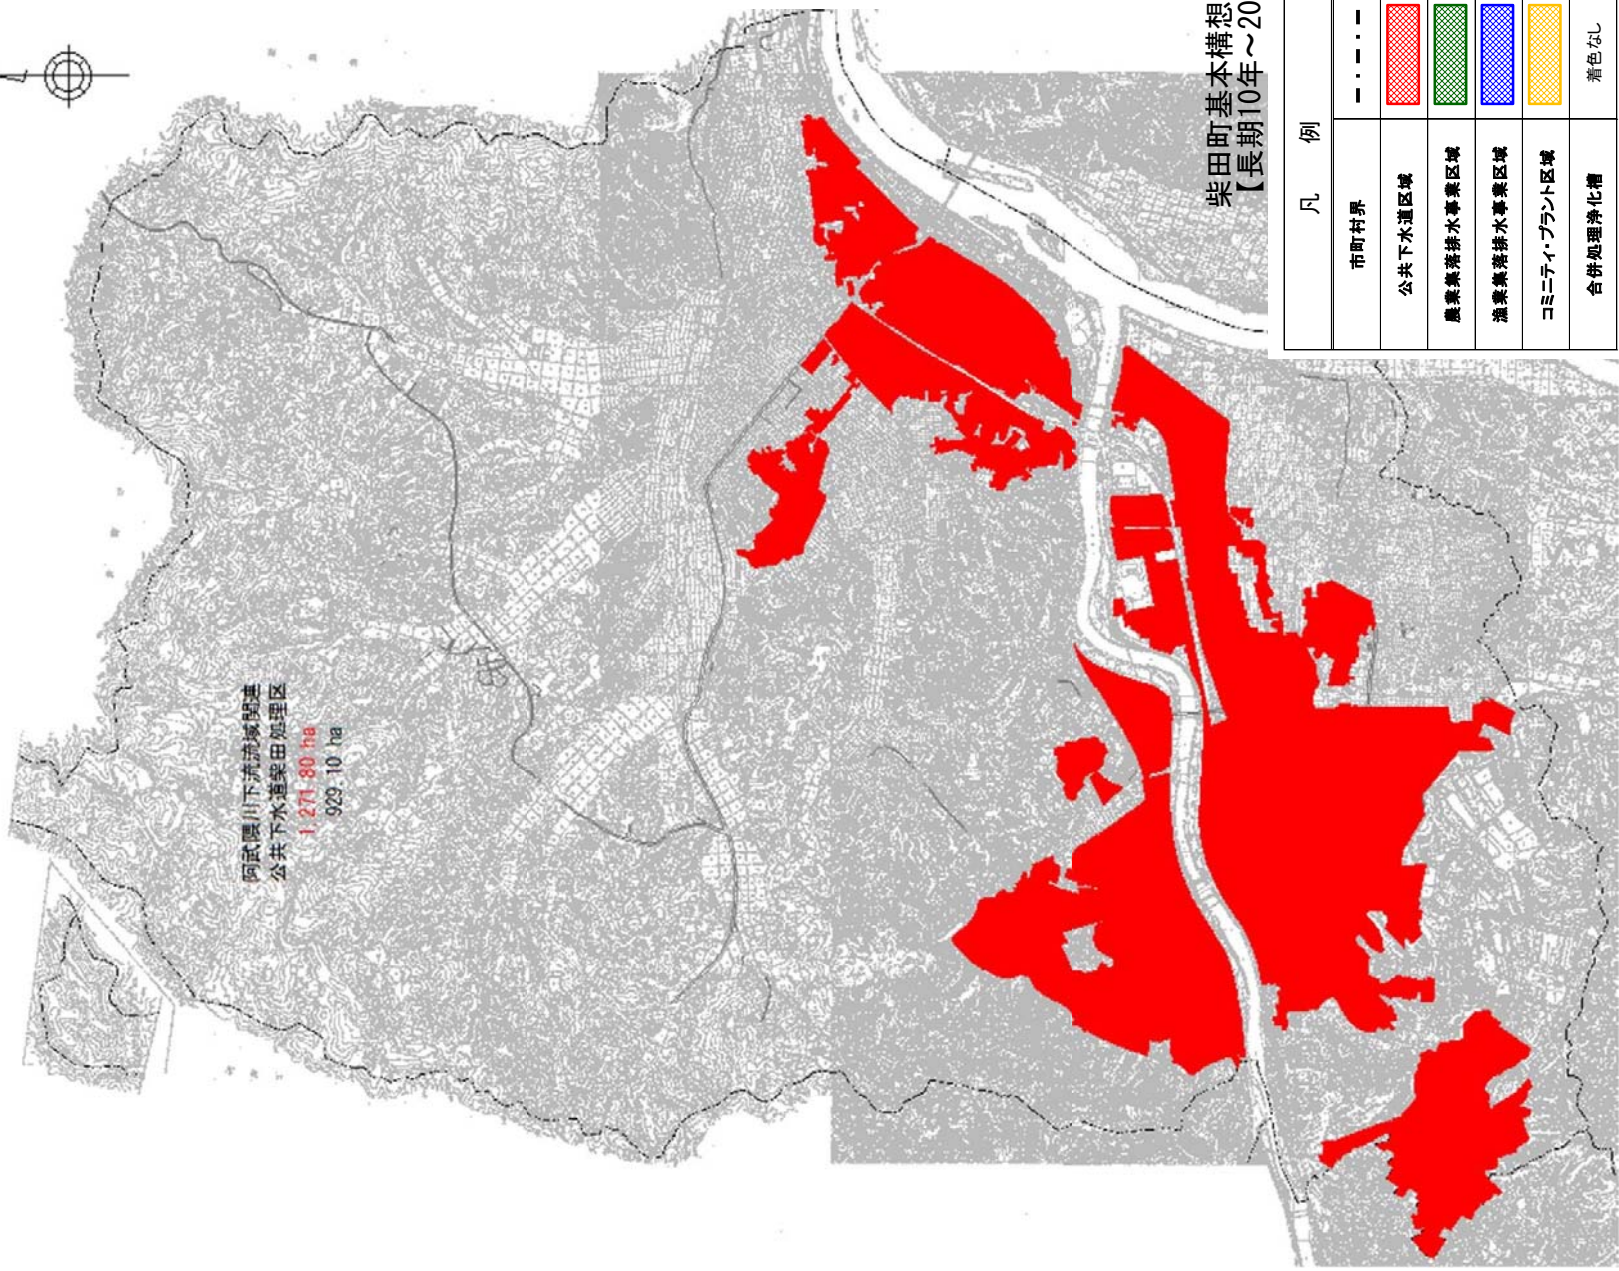 柴田町基本構想
【長期10年～20
凡 例
市町村界
公共下水道区域
農業集落排水事業区域
漁業集落排水事業区域
コミニティ・プラント区域
合併処理浄化槽
着色なし
阿武隈川下流流域関連
公共下水道柴田処理区
1,271.80 ha
929.10 ha